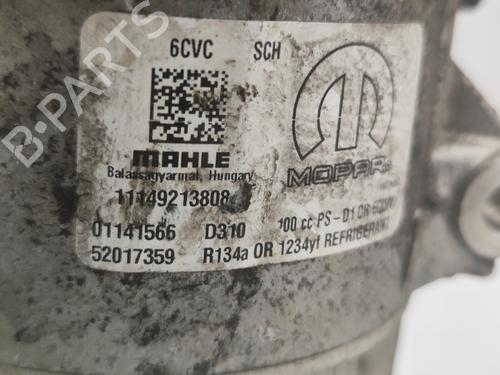 B-PARTS
6CVC SCH
MAHLE
Balassagyarmat, Hungary
MOPAR
11149213808
01141566 D310 100 cc PS-D1 OR
52017359 R134a OR 1234yf REFRIGERANT